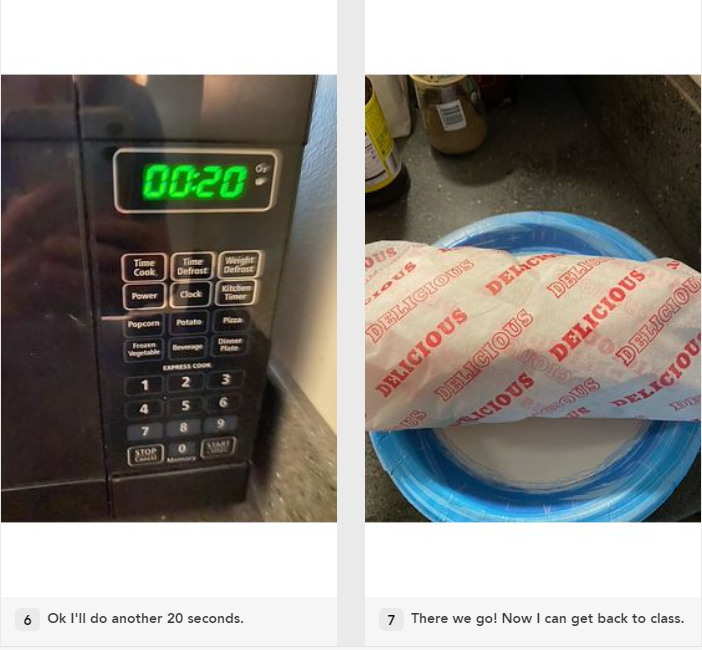 00:20
Time Cook
Time Defrost
Weight Defrost
Power
Clock
Kitchen Timer
Popcorn
Potato
Pizza
Frozen Vegetable
Beverage
Dinner Plate
EXPRESS COOK
1 2 3
4 5 6
7 8 9
STOP
0
START
Memory
DELICIOUS DELICIOUS DELICIOUS
DELICIOUS DELICIOUS DELICIOUS
DELICIOUS DELICIOUS DELICIOUS
6 Ok I'll do another 20 seconds.
7 There we go! Now I can get back to class.